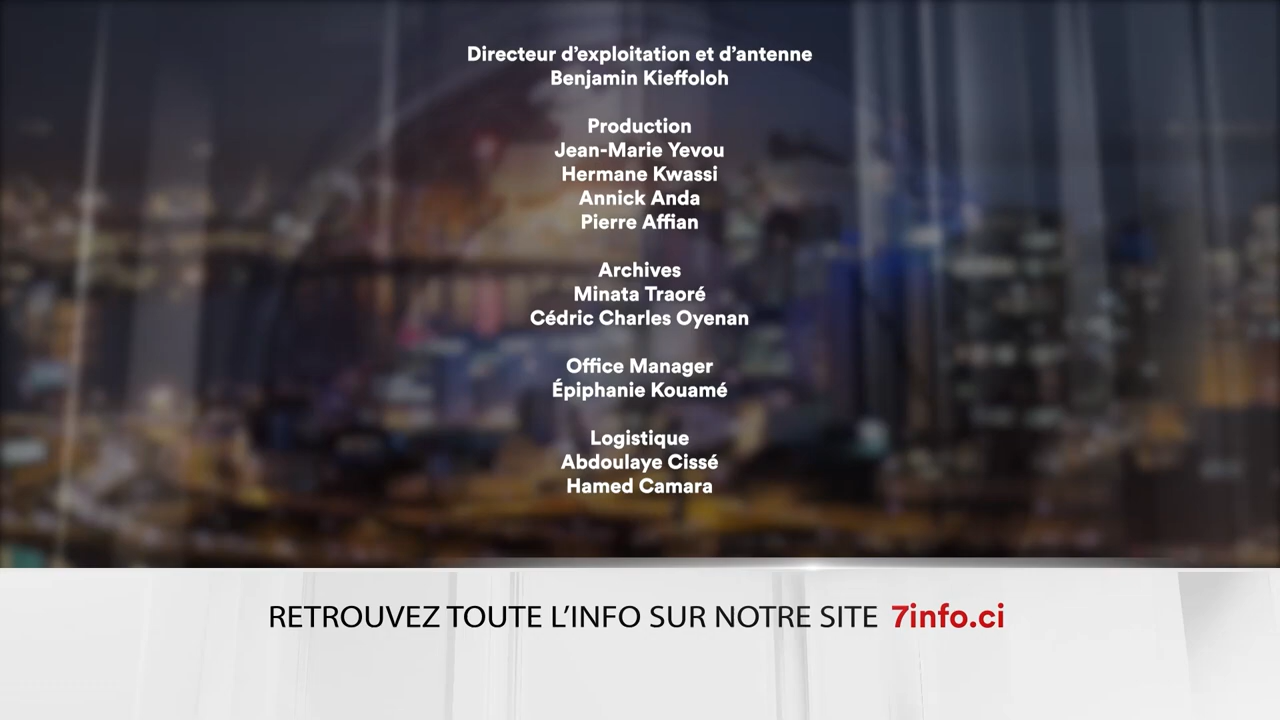 Directeur d’exploitation et d’antenne
Benjamin Kieffoloh
Production
Jean-Marie Yevou
Hermane Kwassi
Annick Anda
Pierre Affian
Archives
Minata Traoré
Cédric Charles Oyenan
Office Manager
Épiphanie Kouamé
Logistique
Abdoulaye Cissé
Hamed Camara
RETROUVEZ TOUTE L’INFO SUR NOTRE SITE 7info.ci